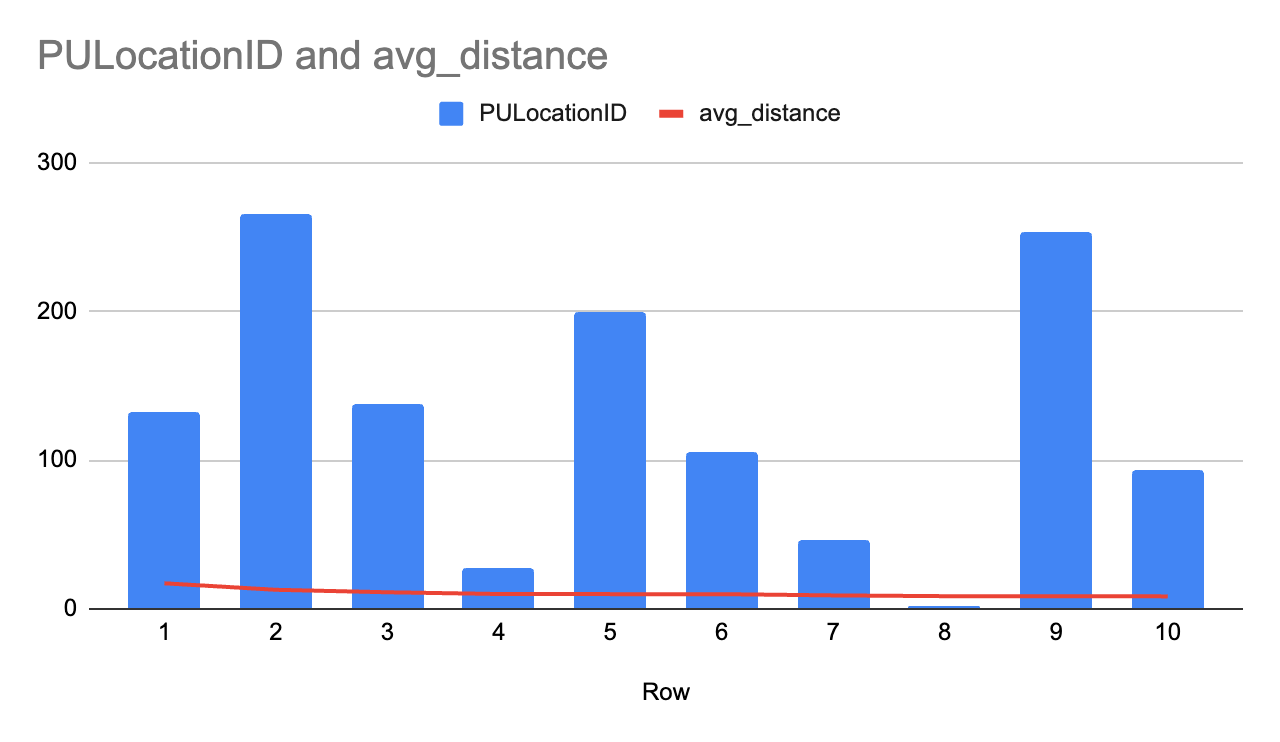 PULocationID and avg_distance
PULocationID avg_distance
300
200
100
0
1 2 3 4 5 6 7 8 9 10
Row